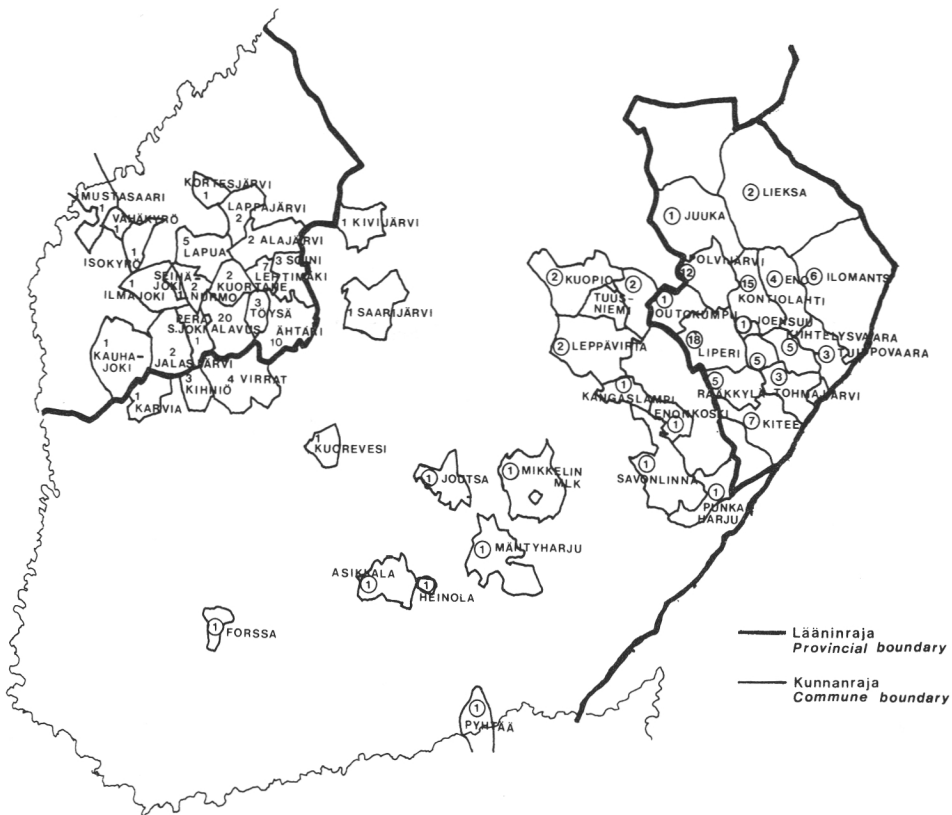 MUSTASAARI
1
VÄHÄKYRÖ
1
ISOKYRÖ
1
KORTESJÄRVI
1
LAPPAJÄRVI
2
5
LAPUA
2 ALAJÄRVI
3 SOINI
7
LEHTIMÄKI
1 KIVIJÄRVI
1 SAARIJÄRVI
1
ILMAJOKI
SEINÄ-
JOKI
1
2
NURMO
2
KUORTANE
3
TÖYSÄ
PERÄ-
S.JOKI
1
20
ALAVUS
ÄHTÄRI
10
1
KAUHA-
JOKI
2
JALASJÄRVI
1
KARVIA
3
KIHNIÖ
4 VIRRAT
1
KUOREVESI
1 JOUTSA
1 MIKKELIN
MLK
1 MÄNTYHARJU
ASIKKALA
1
1
HEINOLA
1 FORSSA
1
PYHTÄÄ
2 LIEKSA
1 JUUKA
POLVIJÄRVI
12
15
KONTIOLAHTI
4 ENO
6 ILOMANTS
2 KUOPIO
2
TUUS-
NIEMI
1
OUTOKUMPU
1 JOENSUU
KIIHTELYSVAARA
5
3 TUUPOVAARA
2 LEPPÄVIRTA
18
LIPERI
5
5
RÄÄKKYLÄ
3
TOHMAJÄRVI
1
KANGASLAMPI
ENONKOSKI
1
7 KITEE
1
SAVONLINNA
1
PUNKA
HARJU
Lääninraja
Provincial boundary
Kunnanraja
Commune boundary